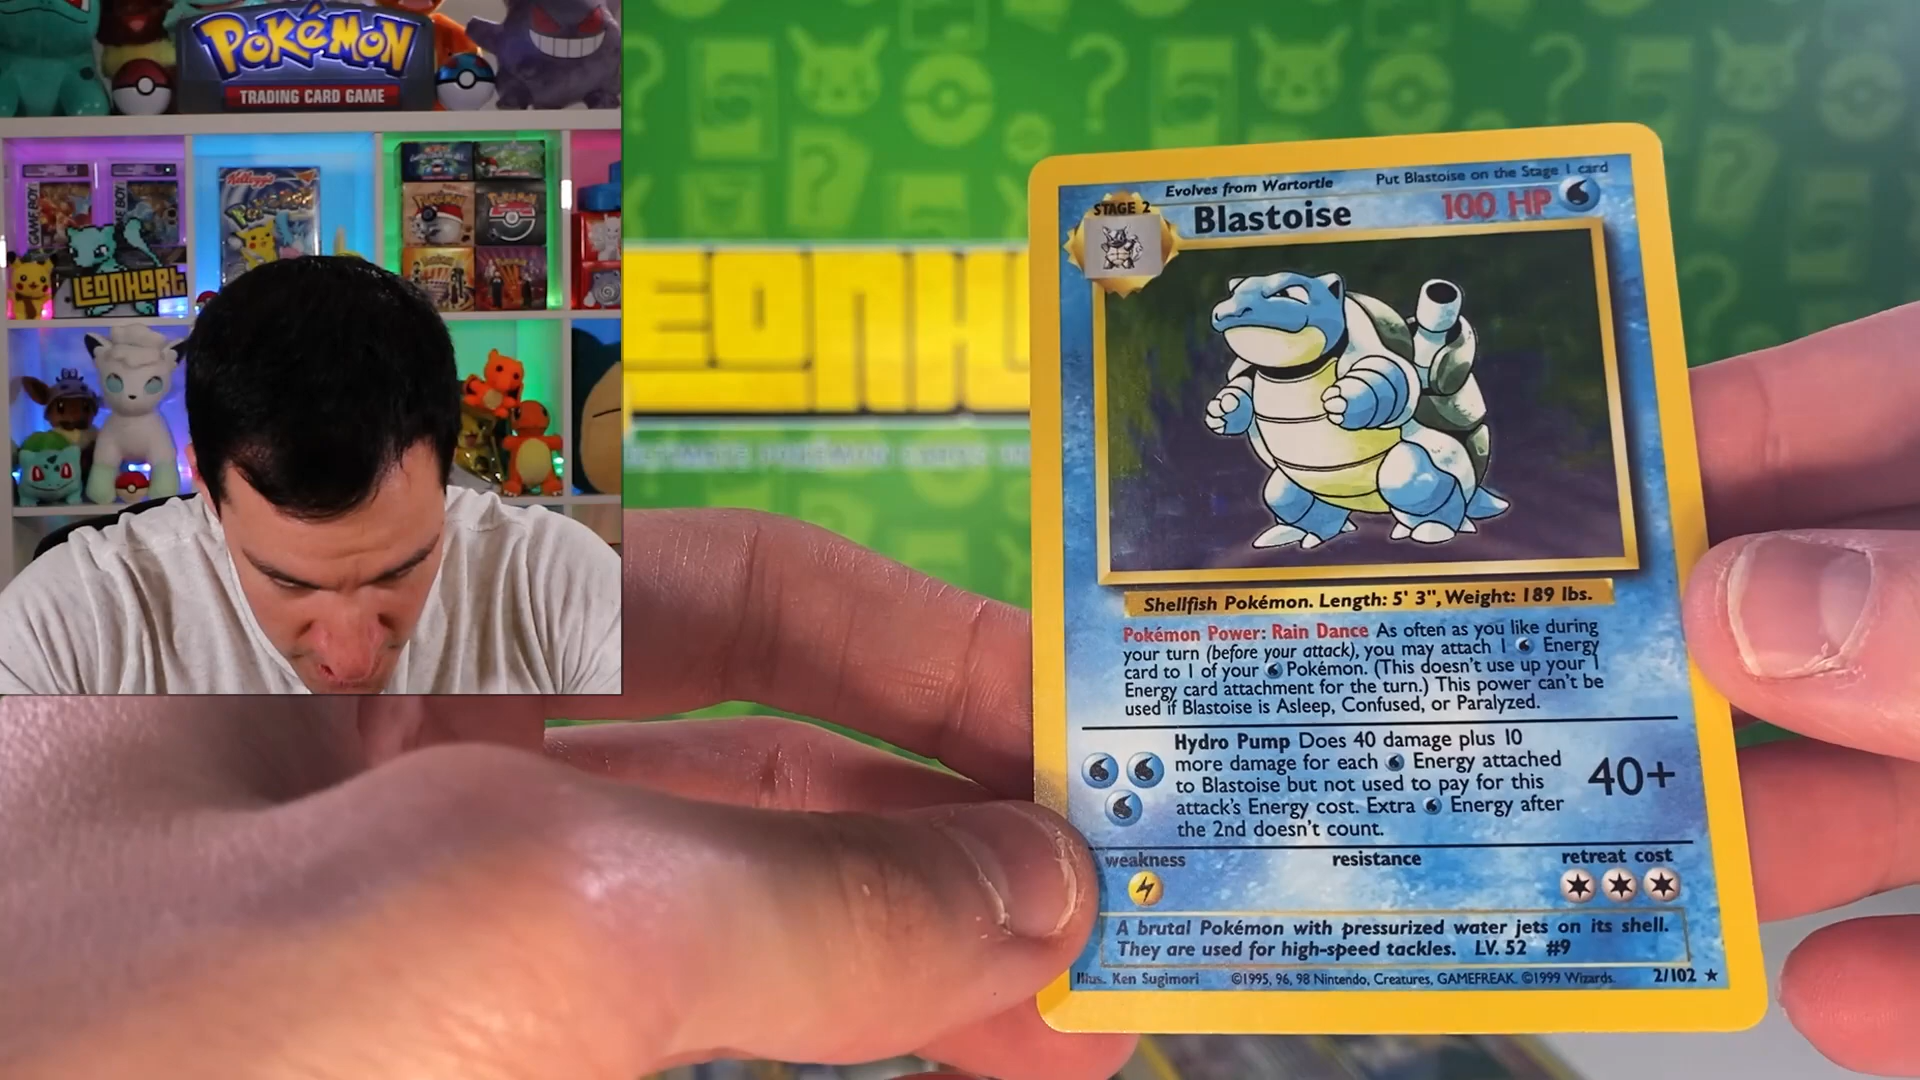 POKéMON
TRADING CARD GAME
Kellogg's
GAME BOY
GAME BOY
LEONHART
EONH
Evolves from Wartortle
Put Blastoise on the Stage 1 card
STAGE 2
Blastoise
100 HP
Shellfish Pokémon. Length: 5' 3", Weight: 189 lbs.
Pokémon Power: Rain Dance As often as you like during
your turn (before your attack), you may attach 1 Energy
card to 1 of your Pokémon. (This doesn't use up your 1
Energy card attachment for the turn.) This power can't be
used if Blastoise is Asleep, Confused, or Paralyzed.
Hydro Pump Does 40 damage plus 10
more damage for each Energy attached
to Blastoise but not used to pay for this
attack's Energy cost. Extra Energy after
the 2nd doesn't count.
40+
weakness
resistance
retreat cost
A brutal Pokémon with pressurized water jets on its shell.
They are used for high-speed tackles. LV. 52 #9
Illus. Ken Sugimori
©1995, 96, 98 Nintendo, Creatures, GAMEFREAK. ©1999 Wizards.
2/102 ★